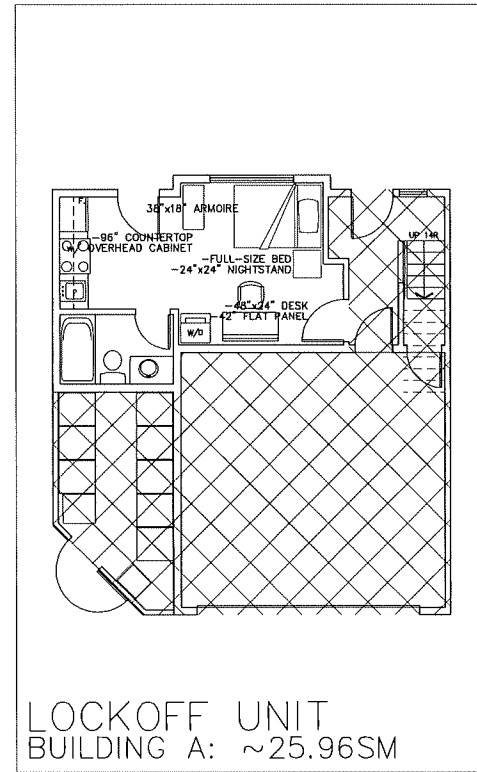 F.
38"x18" ARMOIRE
-96" COUNTERTOP
W/ OVERHEAD CABINET
UP 14R
-FULL-SIZE BED
-24"x24" NIGHTSTAND
-48"x24" DESK
-42" FLAT PANEL
W/D
LOCKOFF UNIT
BUILDING A: ~25.96SM